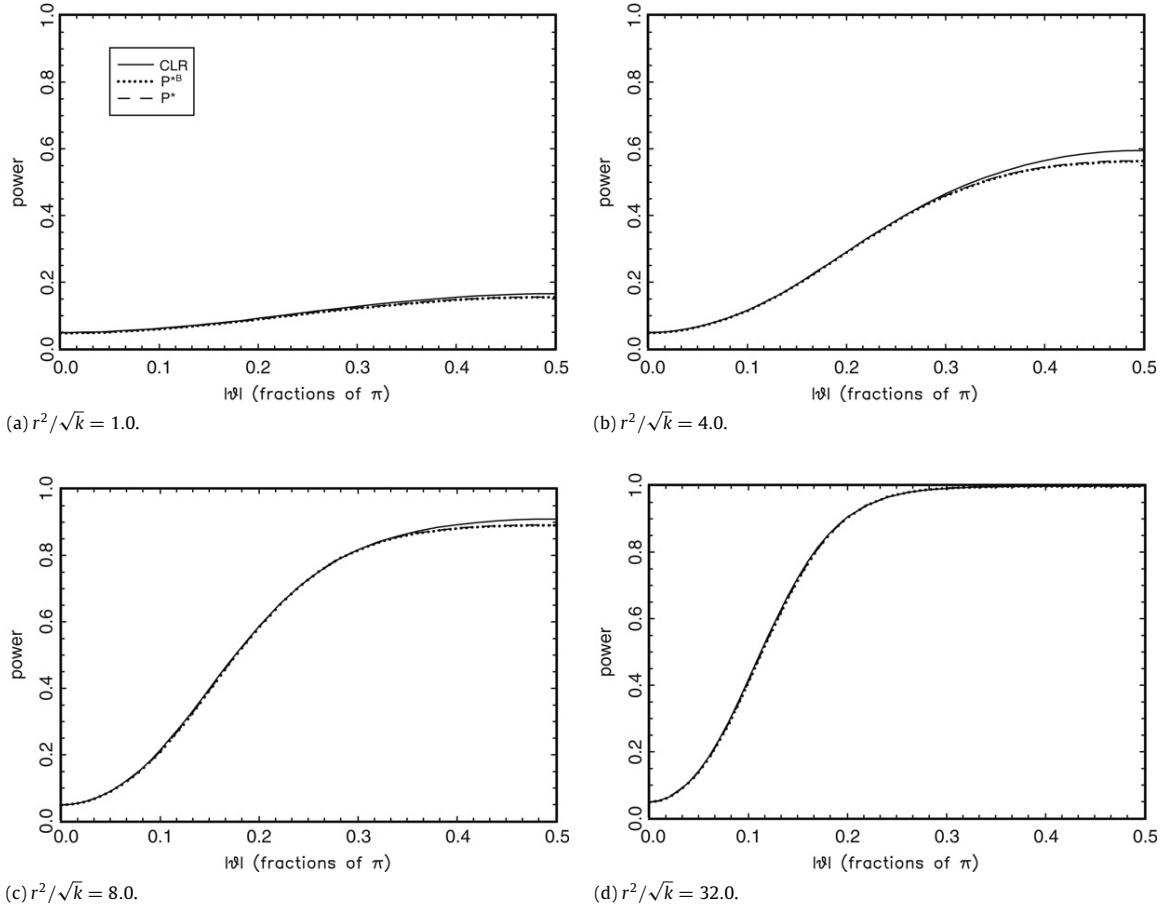 1.0
0.8
0.6
0.4
0.2
0.0
power
CLR
P*B
P*
0.0 0.1 0.2 0.3 0.4 0.5
|ϑ| (fractions of π)
(a) r²/√k = 1.0.
1.0
0.8
0.6
0.4
0.2
0.0
power
0.0 0.1 0.2 0.3 0.4 0.5
|ϑ| (fractions of π)
(b) r²/√k = 4.0.
1.0
0.8
0.6
0.4
0.2
0.0
power
0.0 0.1 0.2 0.3 0.4 0.5
|ϑ| (fractions of π)
(c) r²/√k = 8.0.
1.0
0.8
0.6
0.4
0.2
0.0
power
0.0 0.1 0.2 0.3 0.4 0.5
|ϑ| (fractions of π)
(d) r²/√k = 32.0.